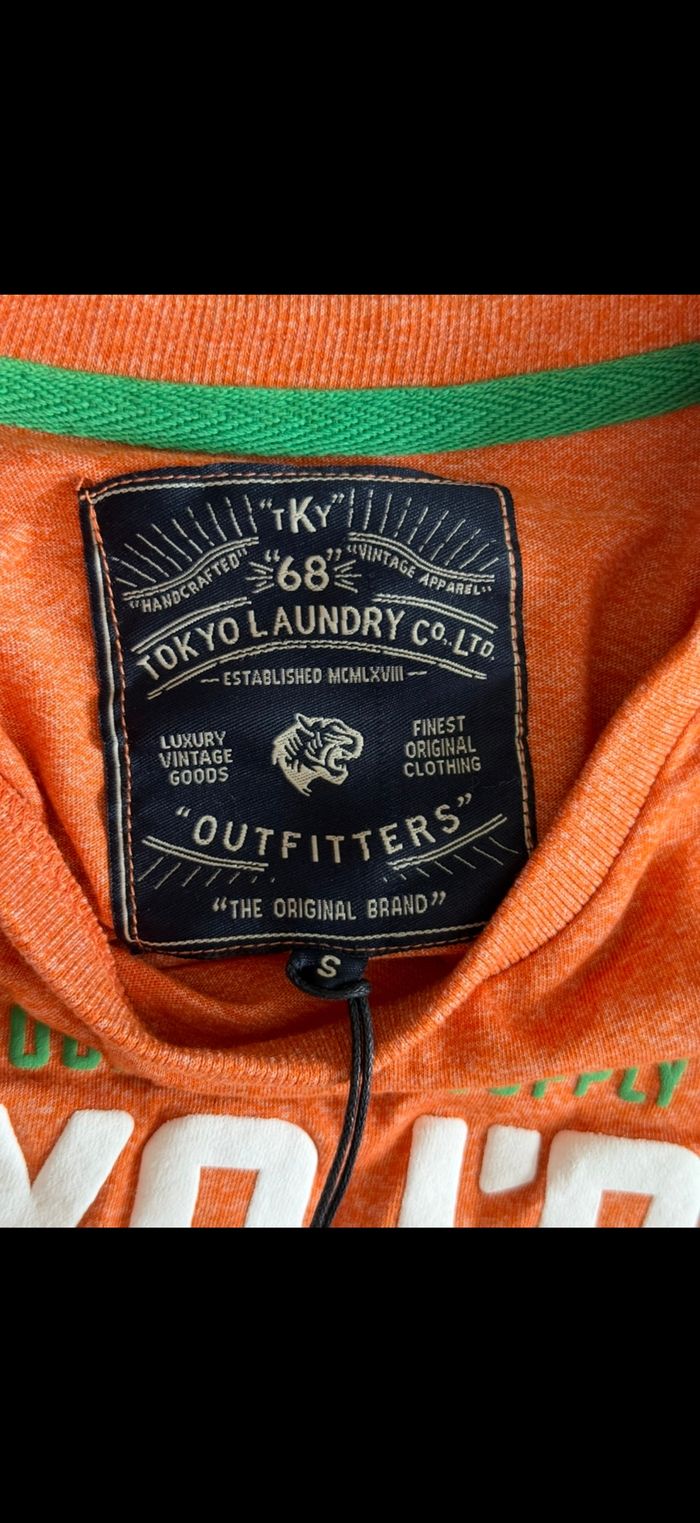 "TKY"
"HANDCRAFTED" "68" "VINTAGE APPAREL"
TOKYO LAUNDRY CO., LTD.
ESTABLISHED MCMLXVIII
LUXURY
VINTAGE
GOODS
FINEST
ORIGINAL
CLOTHING
"OUTFITTERS"
"THE ORIGINAL BRAND"
S